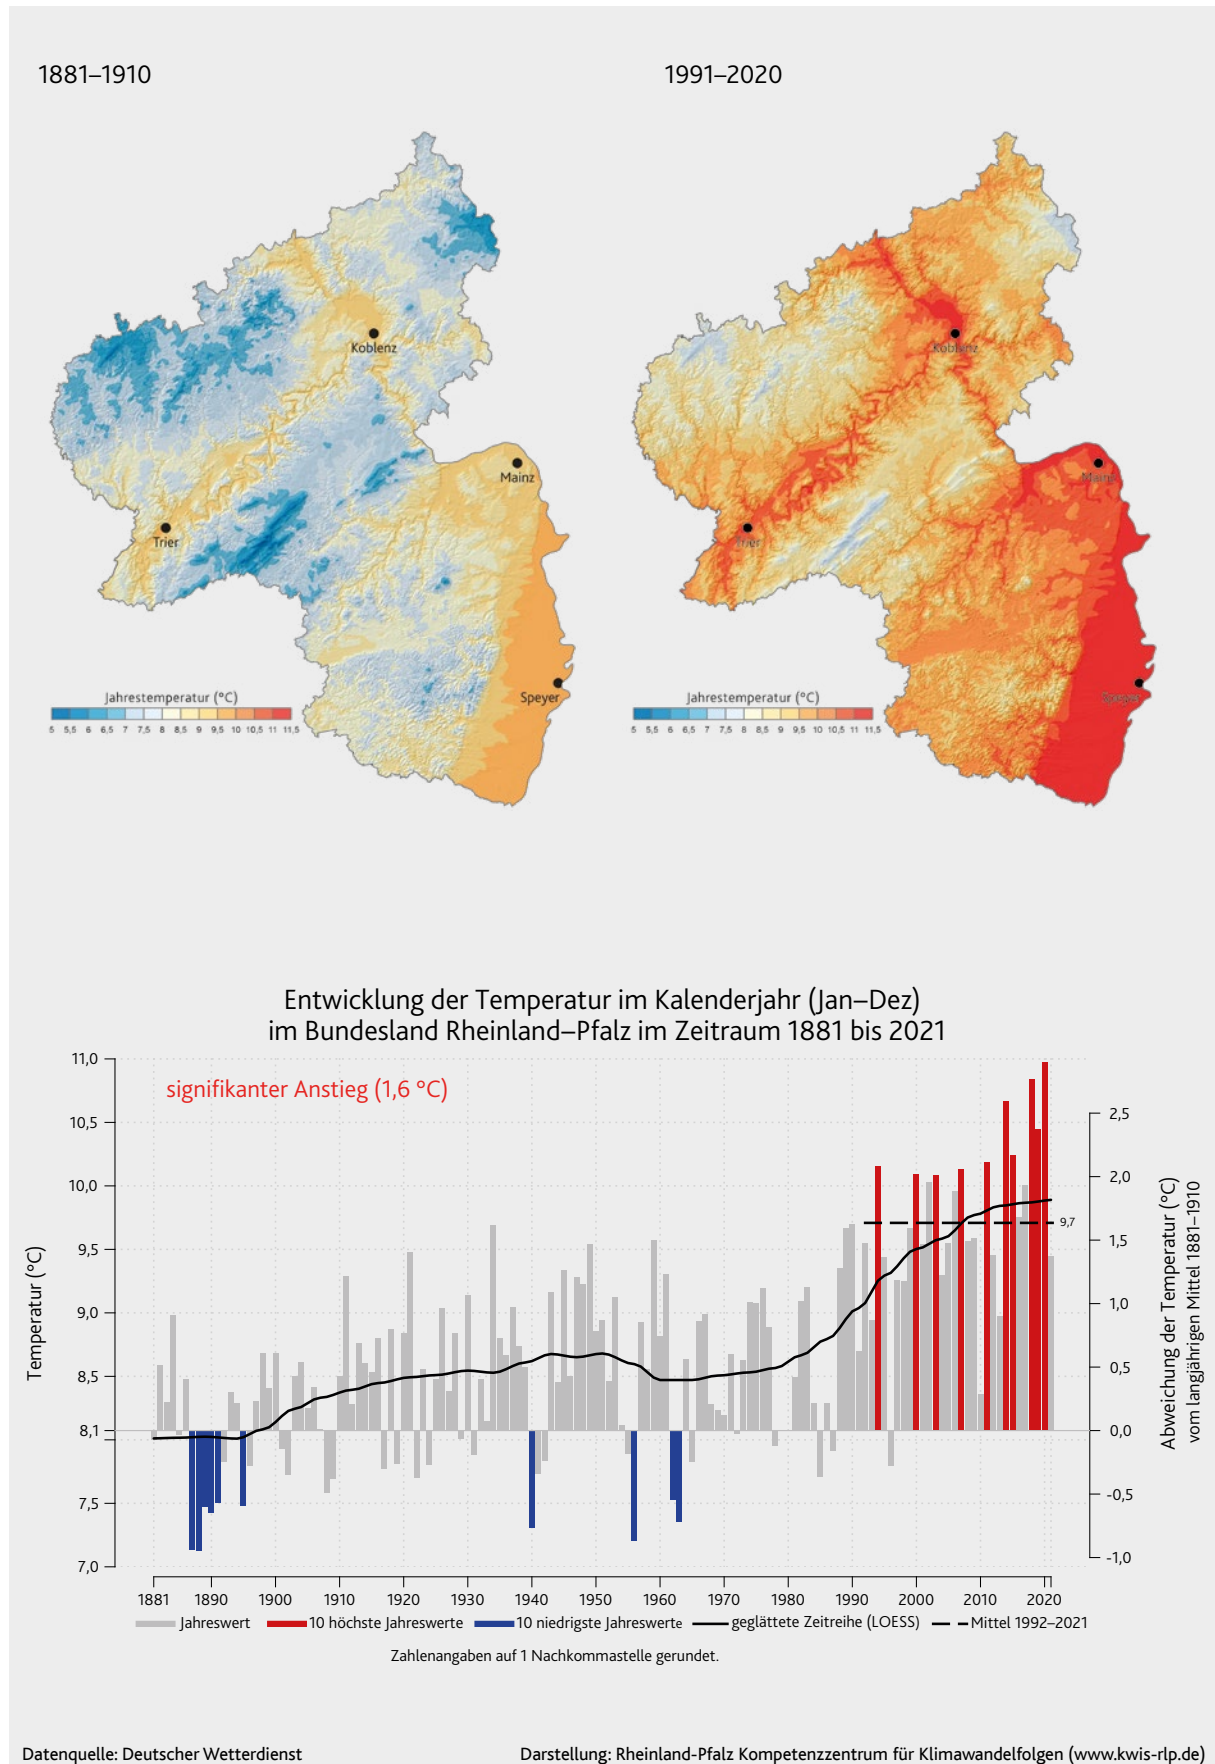 1881–1910
1991–2020
Koblenz
Mainz
Trier
Speyer
Jahrestemperatur (°C)
5 5,5 6 6,5 7 7,5 8 8,5 9 9,5 10 10,5 11 11,5
Koblenz
Mainz
Trier
Speyer
Jahrestemperatur (°C)
5 5,5 6 6,5 7 7,5 8 8,5 9 9,5 10 10,5 11 11,5
Entwicklung der Temperatur im Kalenderjahr (Jan–Dez)
im Bundesland Rheinland–Pfalz im Zeitraum 1881 bis 2021
signifikanter Anstieg (1,6 °C)
Temperatur (°C)
11,0
10,5
10,0
9,5
9,0
8,5
8,1
7,5
7,0
9,7
2,5
2,0
1,5
1,0
0,5
0,0
-0,5
-1,0
Abweichung der Temperatur (°C)
vom langjährigen Mittel 1881–1910
1881 1890 1900 1910 1920 1930 1940 1950 1960 1970 1980 1990 2000 2010 2020
Jahreswert 10 höchste Jahreswerte 10 niedrigste Jahreswerte geglättete Zeitreihe (LOESS) Mittel 1992–2021
Zahlenangaben auf 1 Nachkommastelle gerundet.
Datenquelle: Deutscher Wetterdienst
Darstellung: Rheinland-Pfalz Kompetenzzentrum für Klimawandelfolgen (www.kwis-rlp.de)